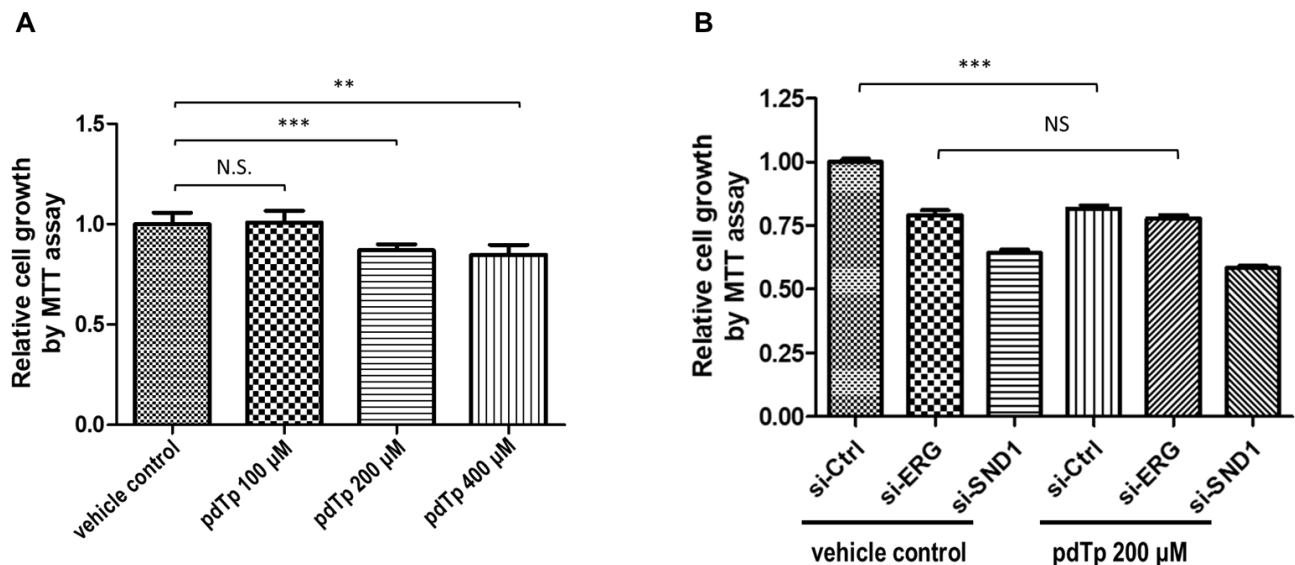 A
**
***
N.S.
1.5
1.0
0.5
0.0
Relative cell growth
by MTT assay
vehicle control
pdTp 100 µM
pdTp 200 µM
pdTp 400 µM
B
***
NS
1.25
1.00
0.75
0.50
0.25
0.00
Relative cell growth
by MTT assay
si-Ctrl
si-ERG
si-SND1
si-Ctrl
si-ERG
si-SND1
vehicle control
pdTp 200 µM